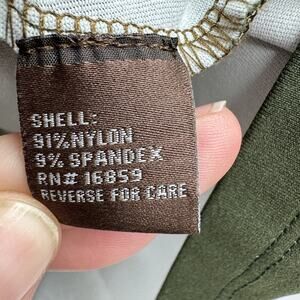 SHELL:
91%NYLON
9% SPANDEX
RN# 16859
REVERSE FOR CARE